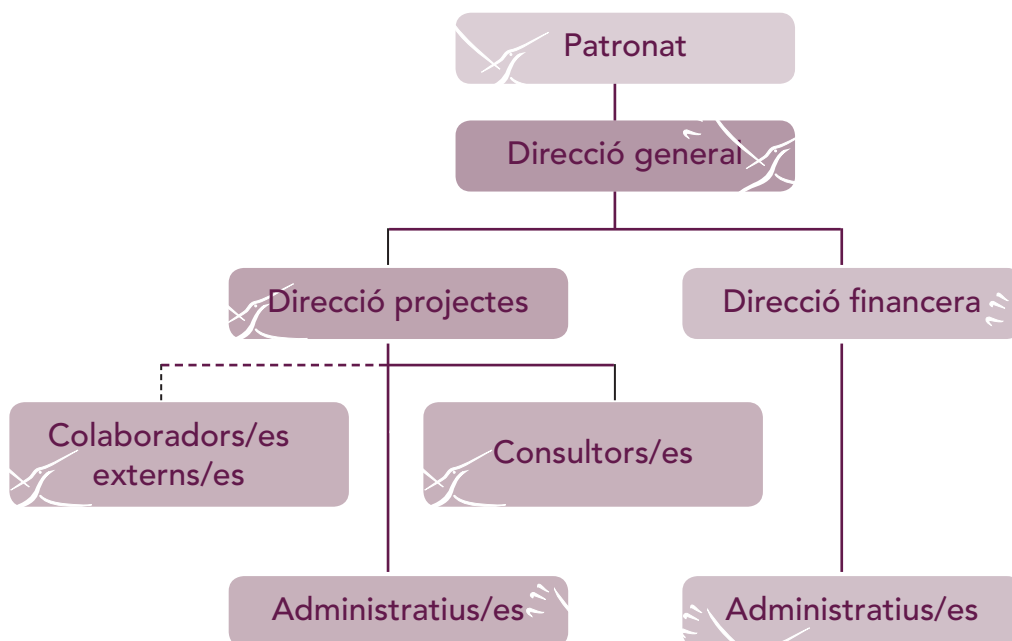 Patronat
Direcció general
Direcció projectes
Direcció financera
Colaboradors/es
externs/es
Consultors/es
Administratius/es
Administratius/es